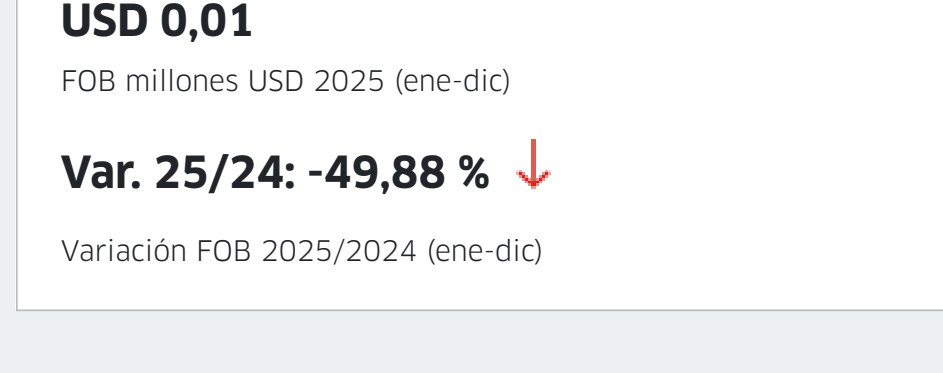 USD 0,01
FOB millones USD 2025 (ene-dic)
Var. 25/24: -49,88 %
Variación FOB 2025/2024 (ene-dic)